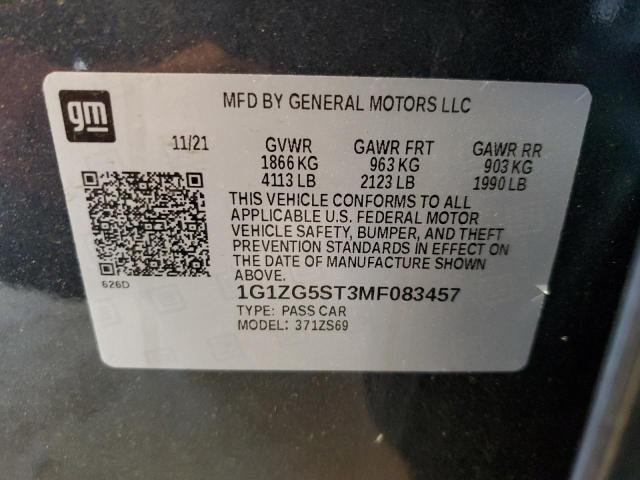 gm
MFD BY GENERAL MOTORS LLC
11/21 GVWR GAWR FRT GAWR RR
1866 KG 963 KG 903 KG
4113 LB 2123 LB 1990 LB
THIS VEHICLE CONFORMS TO ALL
APPLICABLE U.S. FEDERAL MOTOR
VEHICLE SAFETY, BUMPER, AND THEFT
PREVENTION STANDARDS IN EFFECT ON
THE DATE OF MANUFACTURE SHOWN
ABOVE.
626D
1G1ZG5ST3MF083457
TYPE: PASS CAR
MODEL: 371ZS69